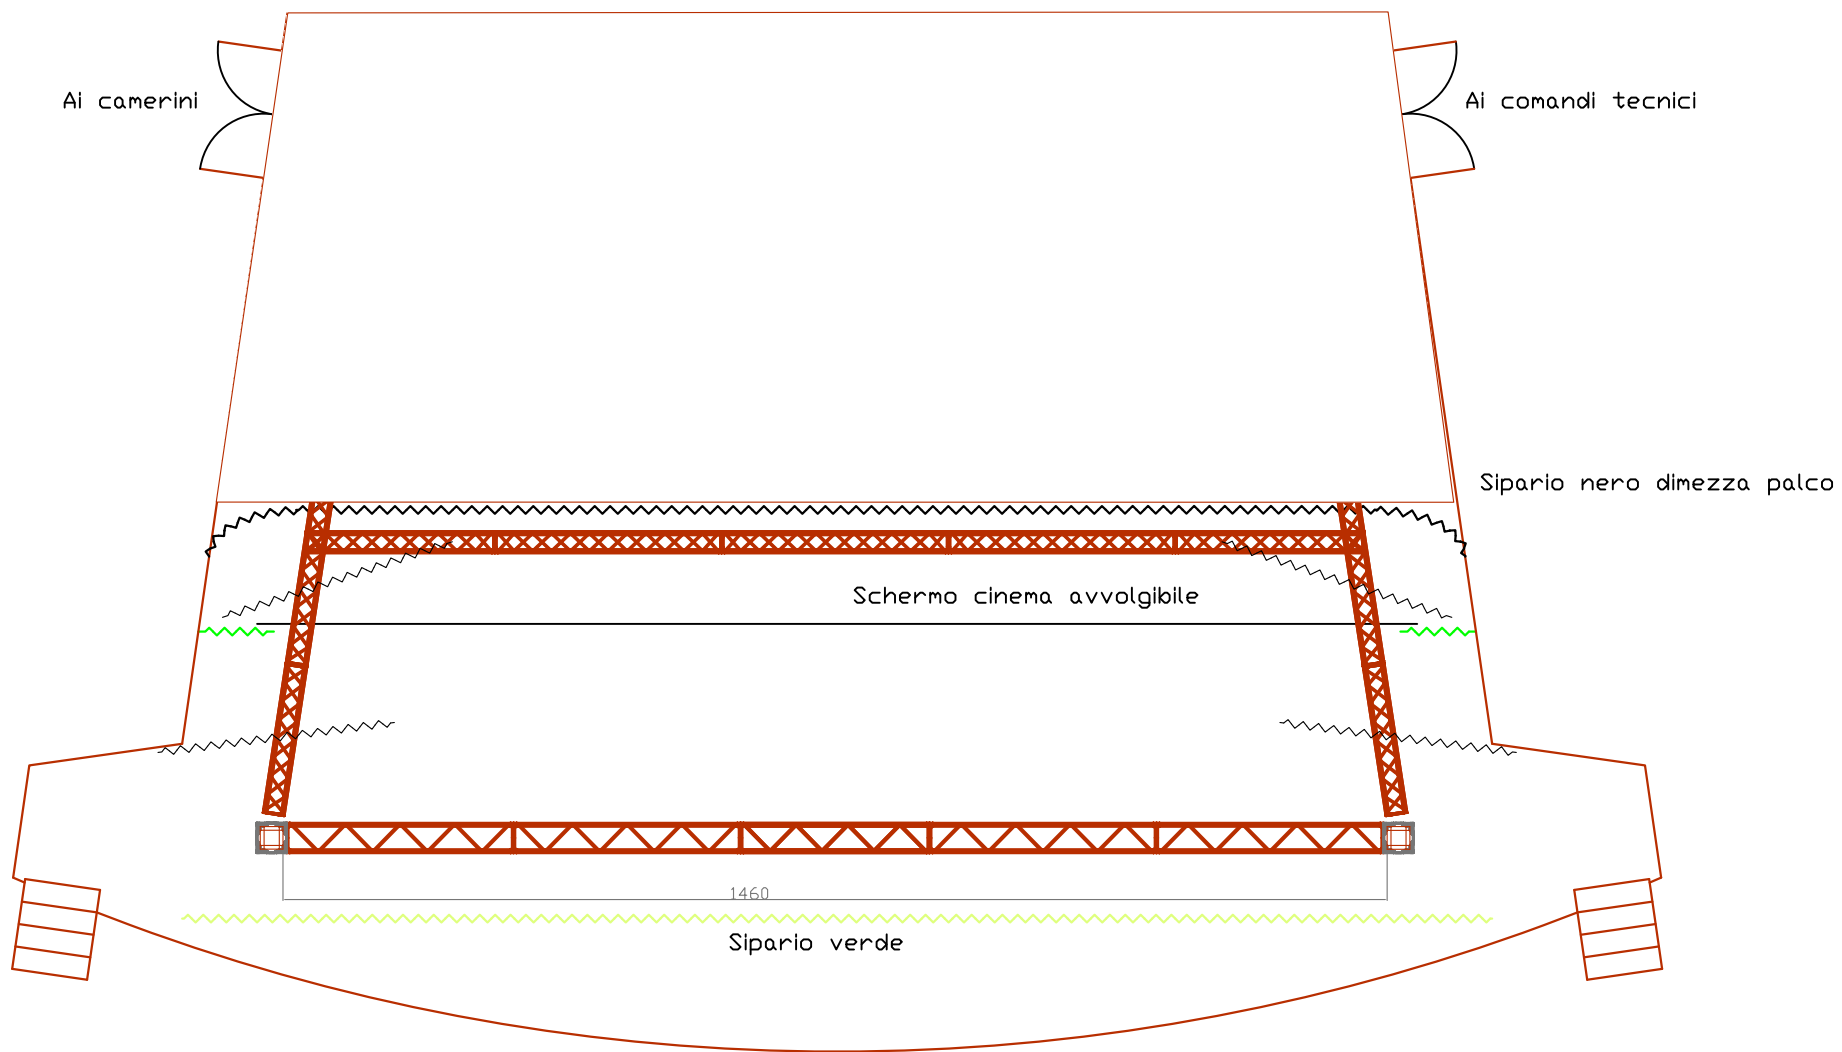 Ai camerini
Ai comandi tecnici
Sipario nero dimezza palco
Schermo cinema avvolgibile
1460
Sipario verde